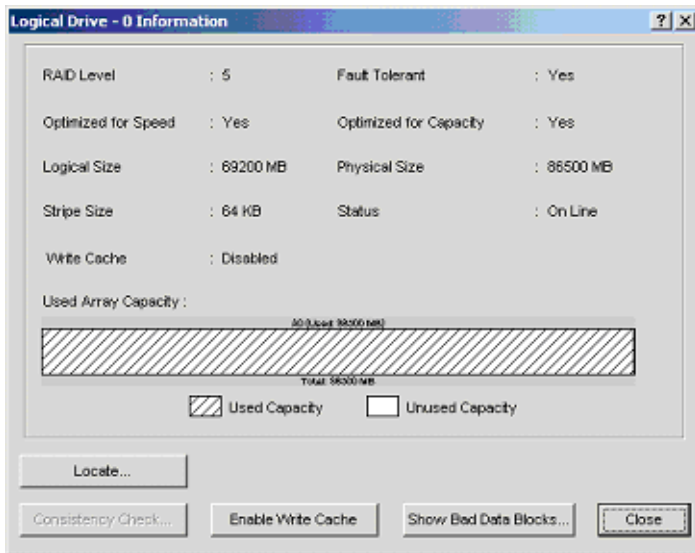 Logical Drive - 0 Information
RAID Level : 5 Fault Tolerant : Yes
Optimized for Speed : Yes Optimized for Capacity : Yes
Logical Size : 69200 MB Physical Size : 86500 MB
Stripe Size : 64 KB Status : On Line
Write Cache : Disabled
Used Array Capacity :
Used Capacity Unused Capacity
Locate...
Consistency Check... Enable Write Cache Show Bad Data Blocks... Close